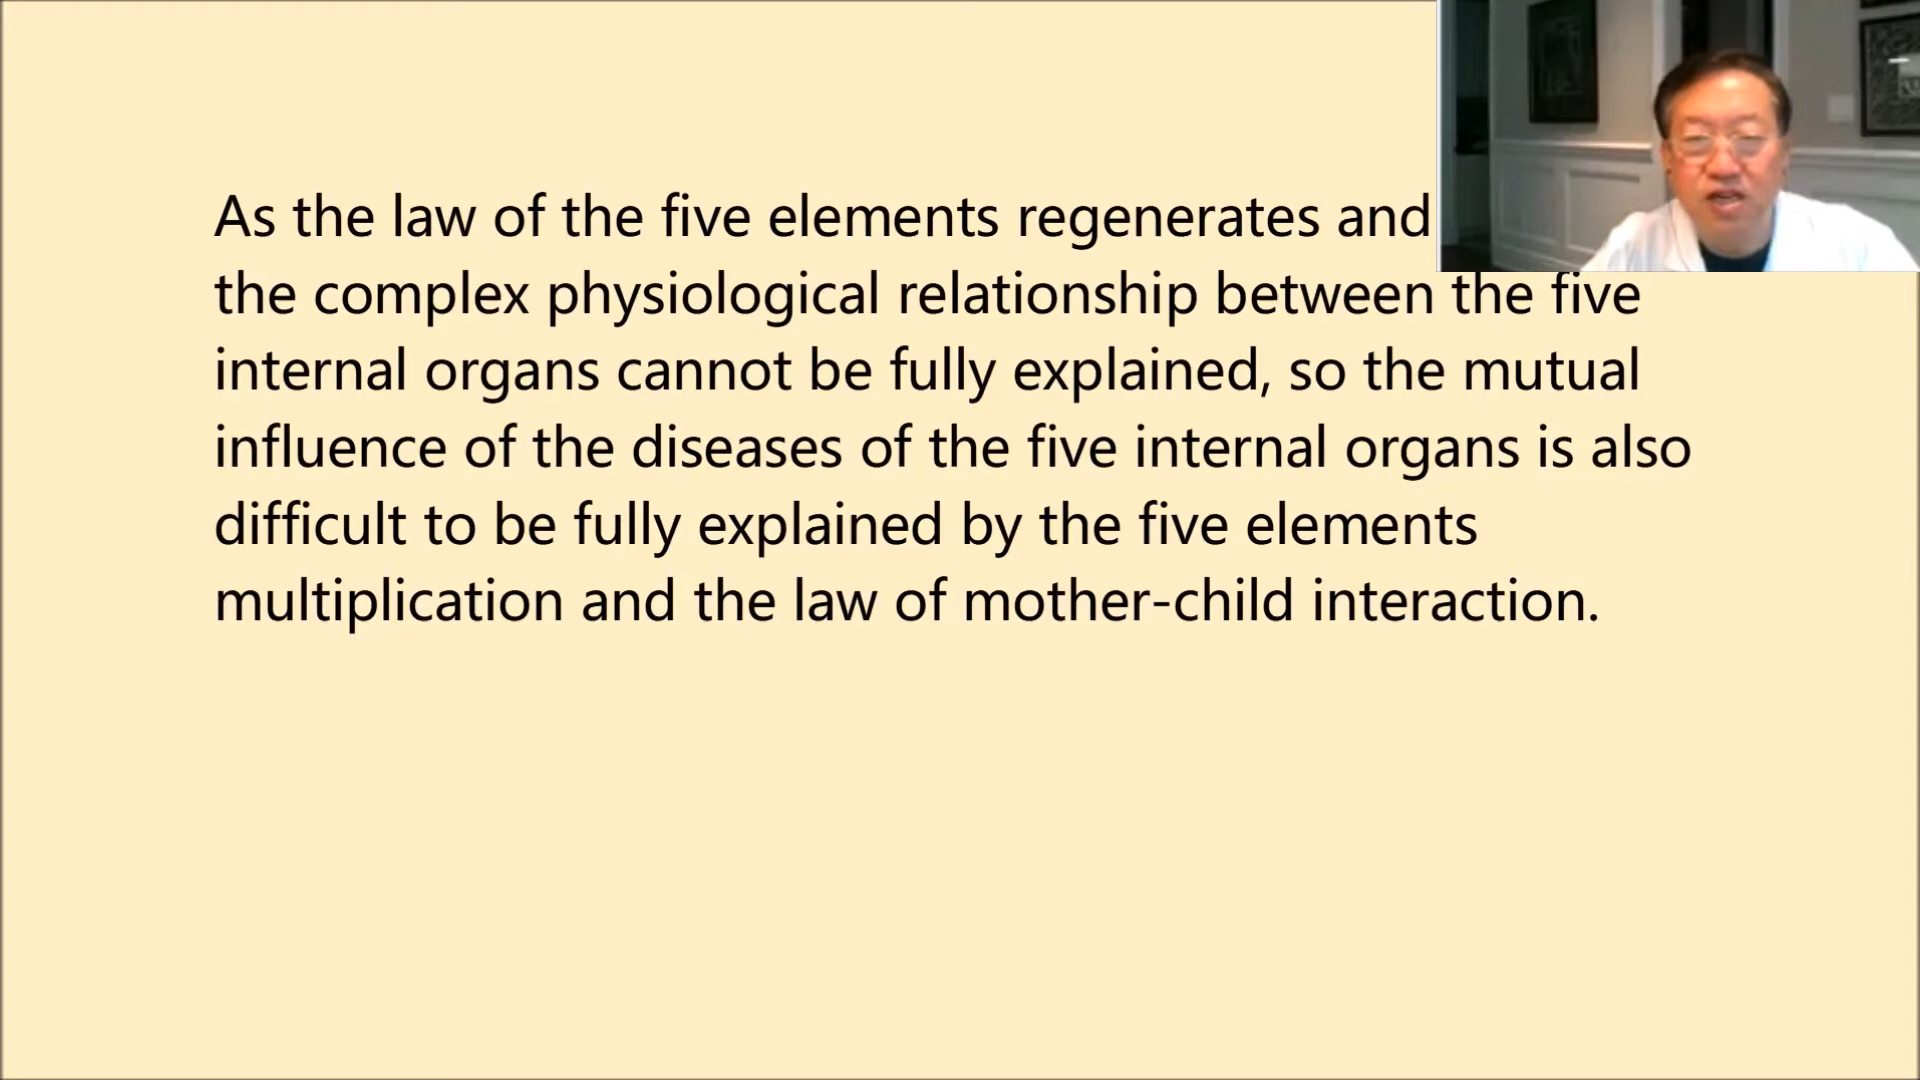 As the law of the five elements regenerates and
the complex physiological relationship between the five
internal organs cannot be fully explained, so the mutual
influence of the diseases of the five internal organs is also
difficult to be fully explained by the five elements
multiplication and the law of mother-child interaction.